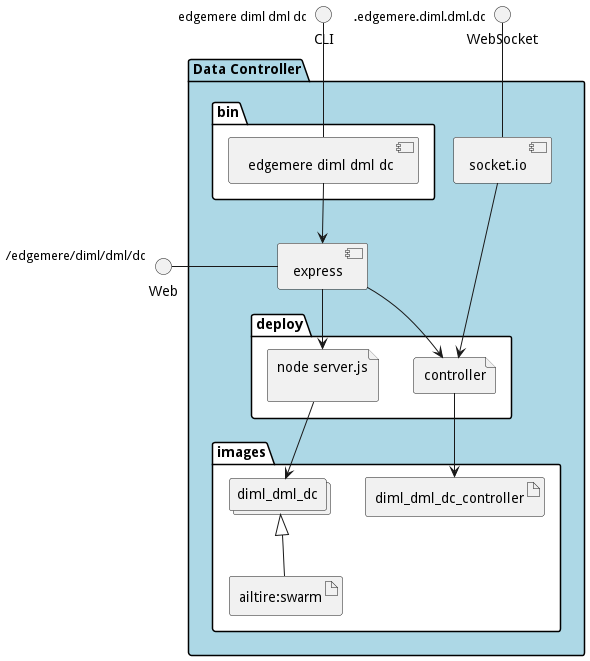 edgemere diml dml dc
.edgemere.diml.dml.dc
CLI
WebSocket
Data Controller
bin
edgemere diml dml dc
socket.io
/edgemere/diml/dml/dc
Web
express
deploy
node server.js
controller
images
diml_dml_dc
diml_dml_dc_controller
ailtire:swarm